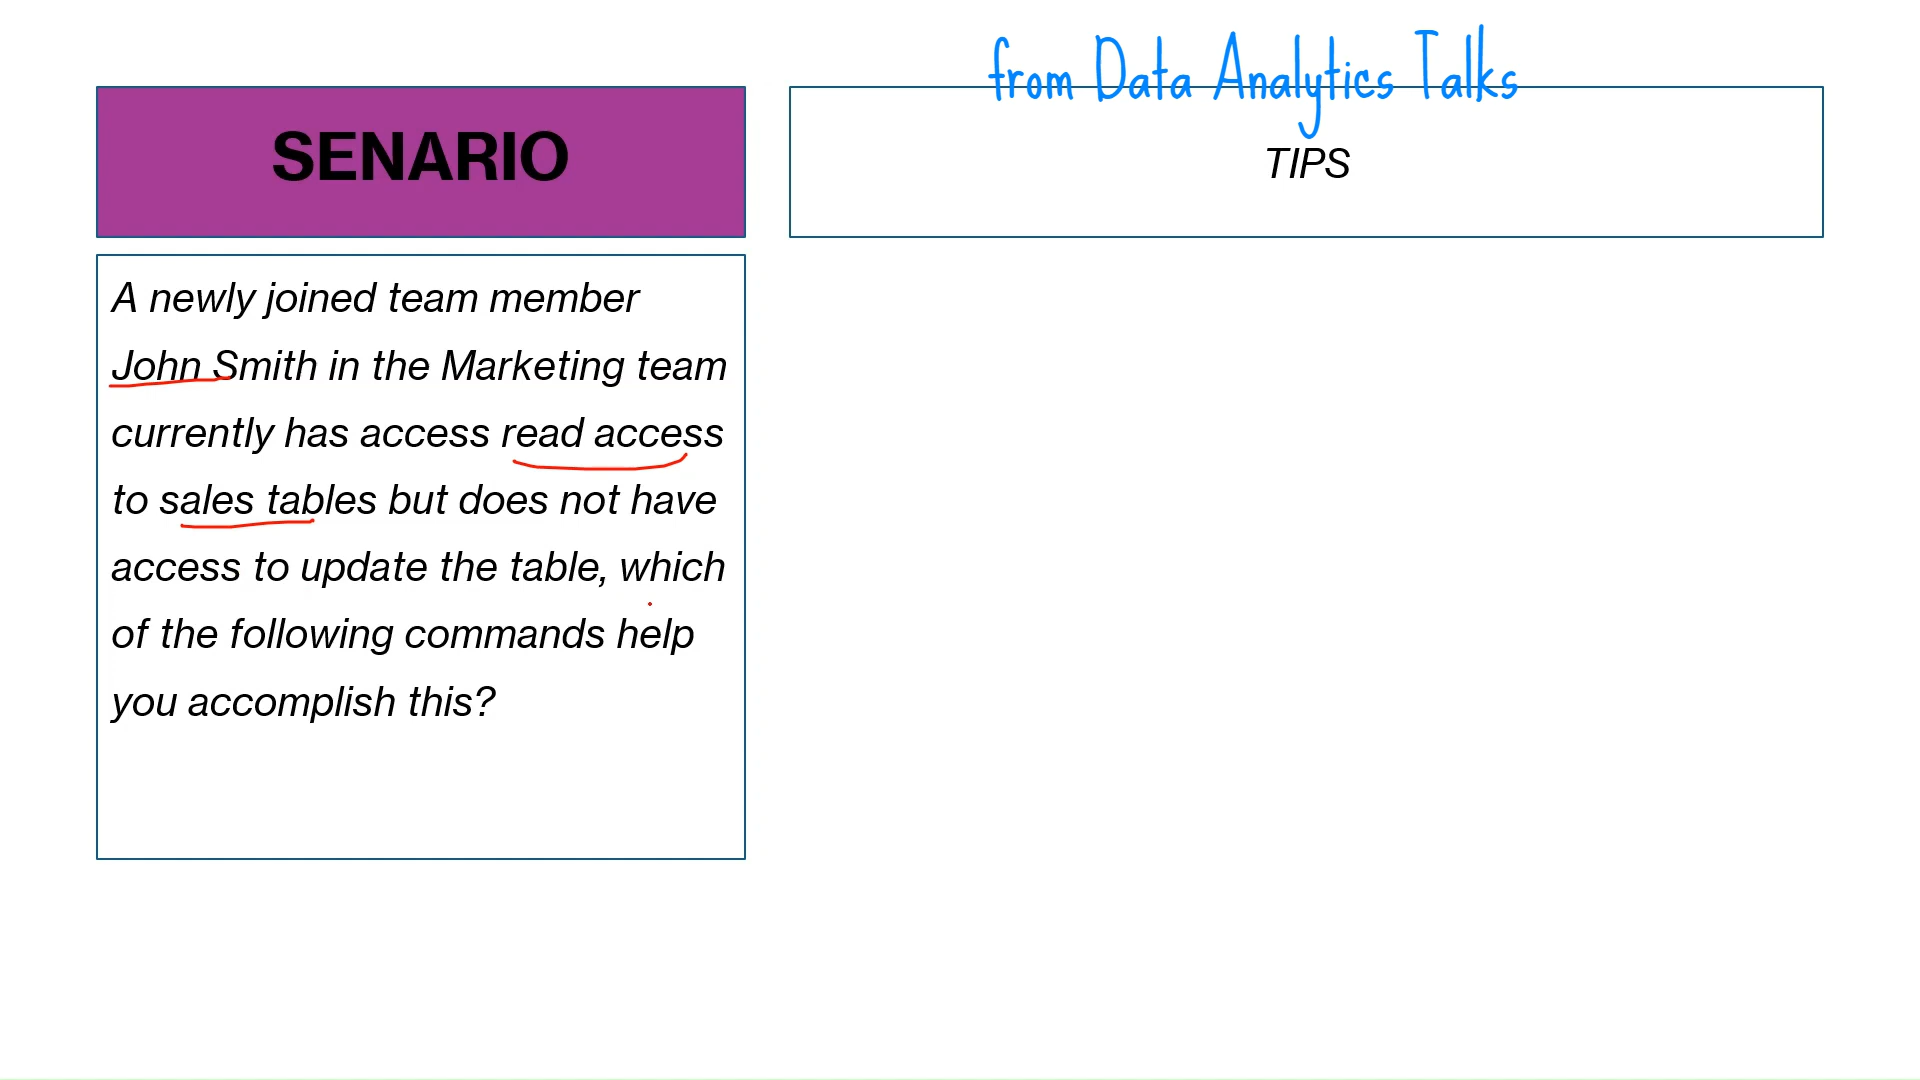 from Data Analytics Talks
SENARIO
TIPS
A newly joined team member
John Smith in the Marketing team
currently has access read access
to sales tables but does not have
access to update the table, which
of the following commands help
you accomplish this?